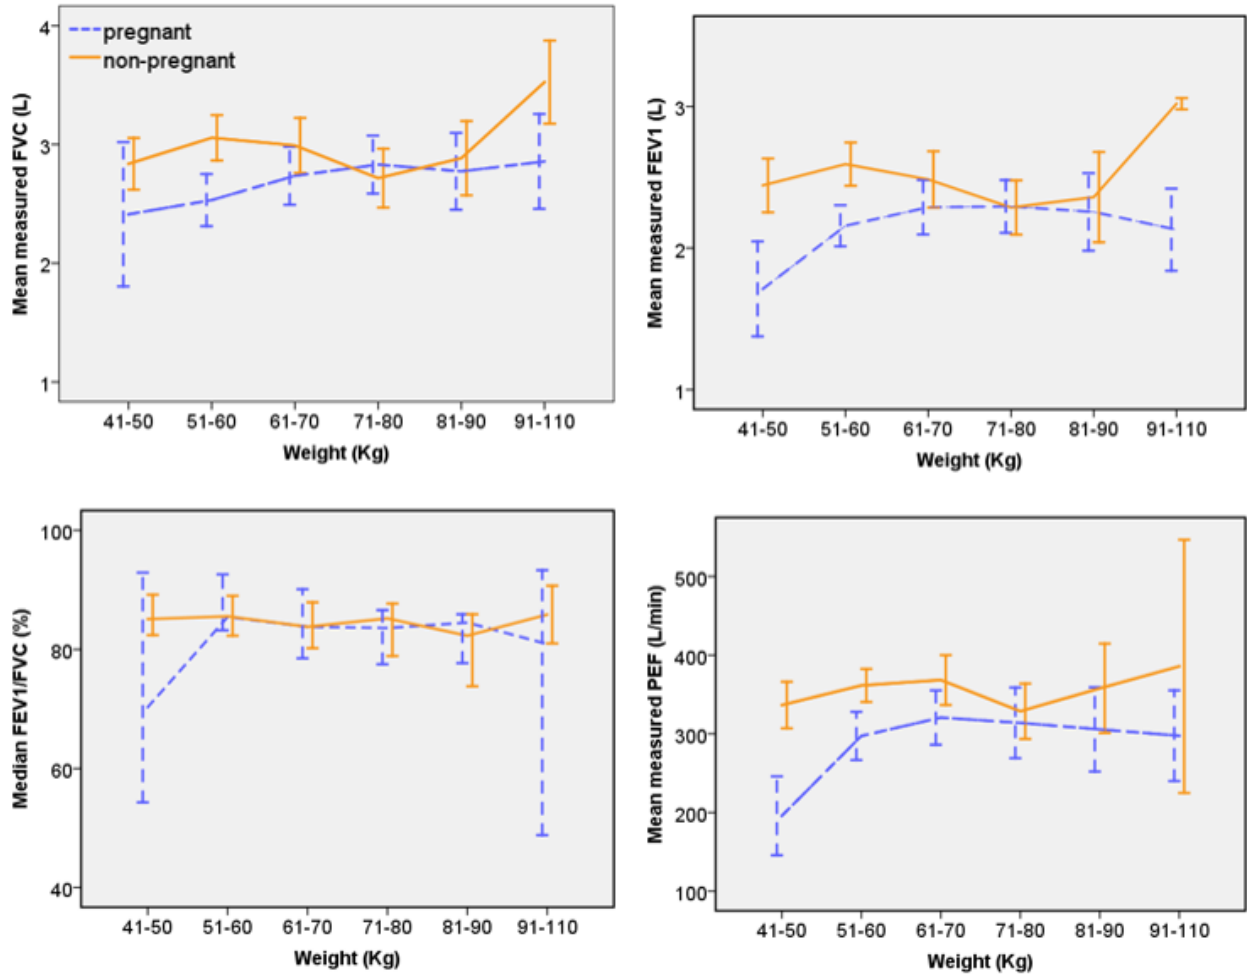 pregnant
non-pregnant
Mean measured FVC (L)
4
3
2
1
41-50 51-60 61-70 71-80 81-90 91-110
Weight (Kg)
Mean measured FEV1 (L)
3
2
1
41-50 51-60 61-70 71-80 81-90 91-110
Weight (Kg)
Median FEV1/FVC (%)
100
80
60
40
41-50 51-60 61-70 71-80 81-90 91-110
Weight (Kg)
Mean measured PEF (L/min)
500
400
300
200
100
41-50 51-60 61-70 71-80 81-90 91-110
Weight (Kg)